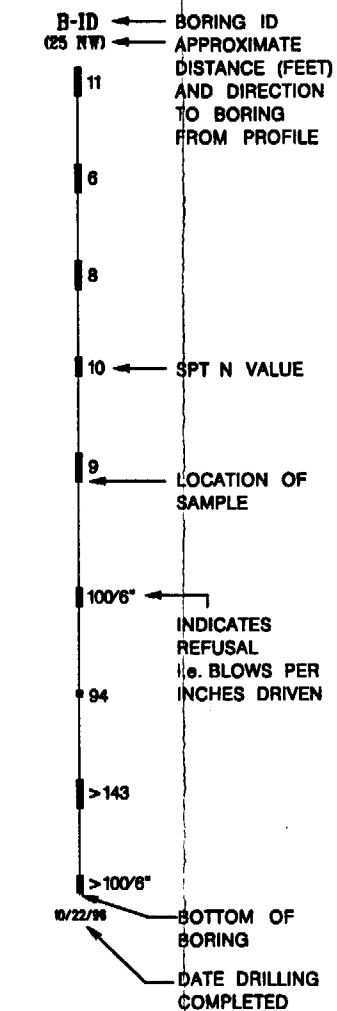 B-ID BORING ID
(25 NW) APPROXIMATE
DISTANCE (FEET)
AND DIRECTION
TO BORING
FROM PROFILE
11
6
8
10 SPT N VALUE
9
LOCATION OF
SAMPLE
100/6"
INDICATES
REFUSAL
i.e. BLOWS PER
INCHES DRIVEN
94
>143
>100/6"
10/22/96
BOTTOM OF
BORING
DATE DRILLING
COMPLETED